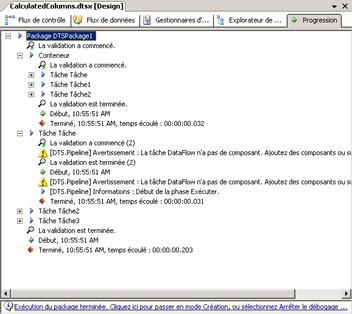 CalculatedColumns.dtsx [Design]
Flux de contrôle
Flux de données
Gestionnaires d'...
Explorateur de ...
Progression
Package DTSPackage1
La validation a commencé.
Conteneur
La validation a commencé.
Tâche Tâche
Tâche Tâche1
Tâche Tâche2
La validation est terminée.
Début, 10:55:51 AM
Terminé, 10:55:51 AM, temps écoulé : 00:00:00.032
Tâche Tâche
La validation a commencé (2)
[DTS.Pipeline] Avertissement : La tâche DataFlow n'a pas de composant. Ajoutez des composants ou
La validation est terminée (2)
[DTS.Pipeline] Avertissement : La tâche DataFlow n'a pas de composant. Ajoutez des composants ou
[DTS.Pipeline] Informations : Début de la phase Exécuter.
Terminé, 10:55:51 AM, temps écoulé : 00:00:00.031
Tâche Tâche2
Tâche Tâche3
La validation est terminée.
Début, 10:55:51 AM
Terminé, 10:55:51 AM, temps écoulé : 00:00:00.203
Exécution du package terminée. Cliquez ici pour passer en mode Création, ou sélectionnez Arrêter le débogage ...